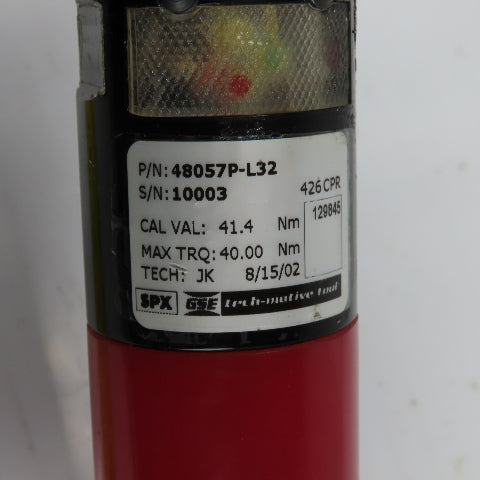 P/N: 48057P-L32
S/N: 10003
426 CPR
129845
CAL VAL: 41.4 Nm
MAX TRQ: 40.00 Nm
TECH: JK 8/15/02
SPX GSE tech-motive tool